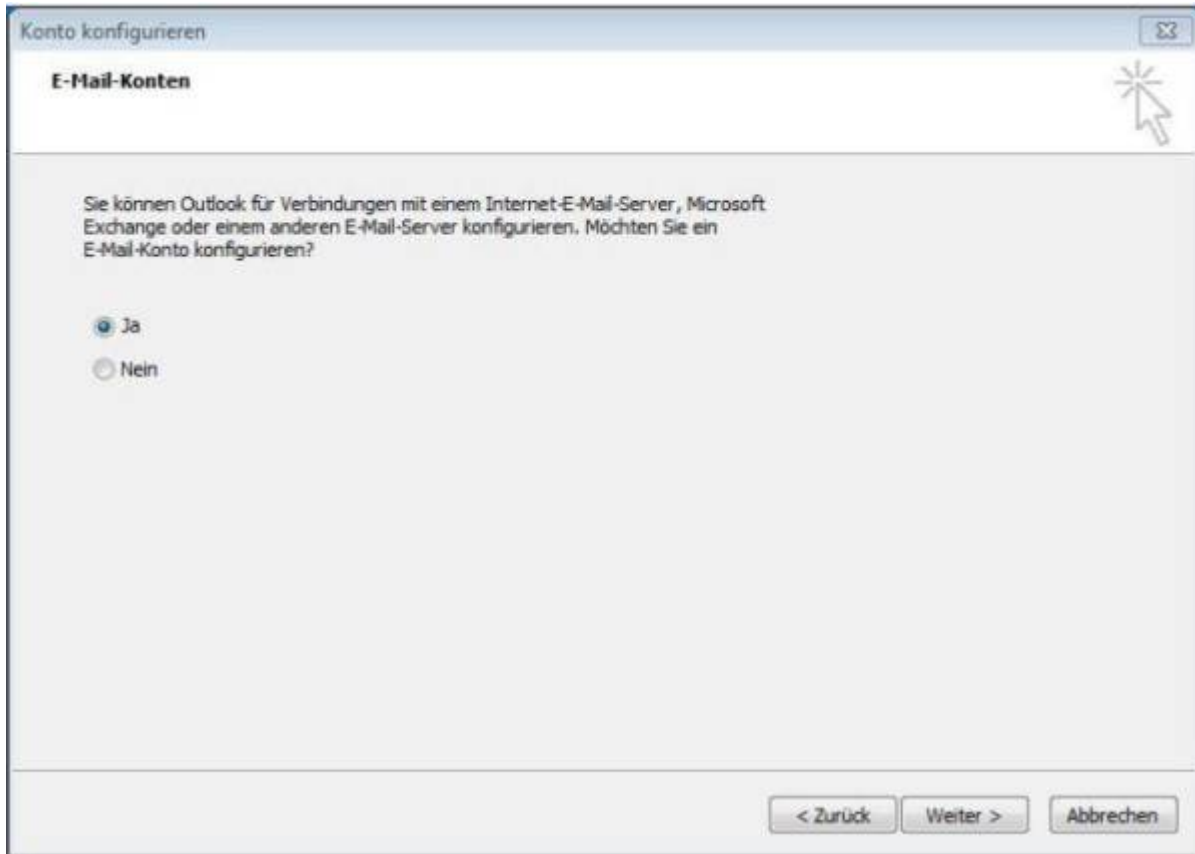 Konto konfigurieren
E-Mail-Konten
Sie können Outlook für Verbindungen mit einem Internet-E-Mail-Server, Microsoft
Exchange oder einem anderen E-Mail-Server konfigurieren. Möchten Sie ein
E-Mail-Konto konfigurieren?
Ja
Nein
< Zurück Weiter > Abbrechen